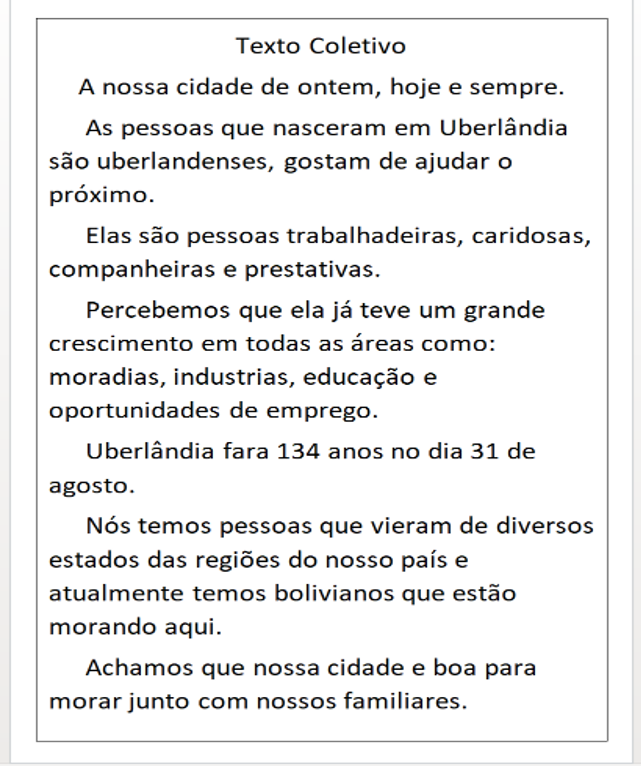 Texto Coletivo
A nossa cidade de ontem, hoje e sempre.
As pessoas que nasceram em Uberlândia
são uberlandenses, gostam de ajudar o
próximo.
Elas são pessoas trabalhadeiras, caridosas,
companheiras e prestativas.
Percebemos que ela já teve um grande
crescimento em todas as áreas como:
moradias, industrias, educação e
oportunidades de emprego.
Uberlândia fara 134 anos no dia 31 de
agosto.
Nós temos pessoas que vieram de diversos
estados das regiões do nosso país e
atualmente temos bolivianos que estão
morando aqui.
Achamos que nossa cidade e boa para
morar junto com nossos familiares.